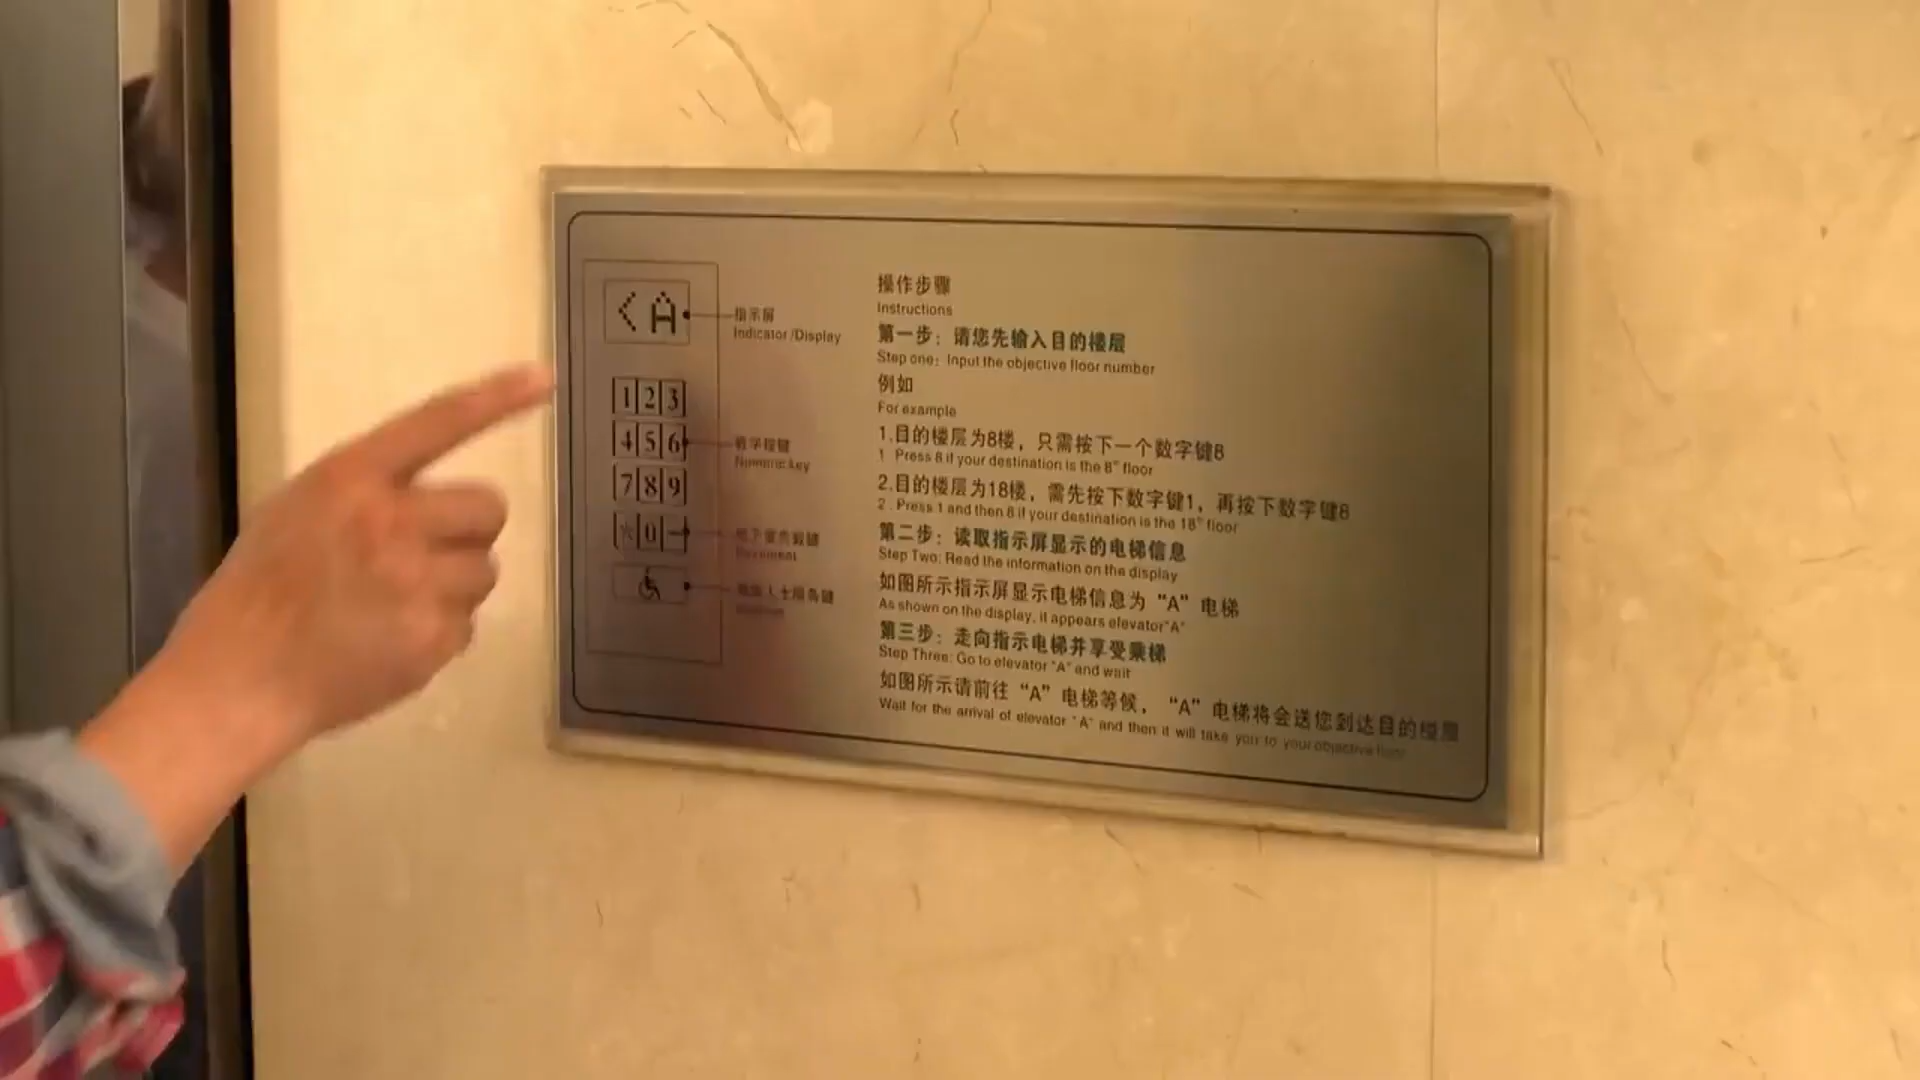 < A
指示屏
Indicator/Display
1 2 3
4 5 6
数字按键
Numeric key
7 8 9
* 0 -
Basement
操作步骤
Instructions
第一步：请您先输入目的楼层
Step one: Input the objective floor number
例如
For example
1.目的楼层为8楼，只需按下一个数字键8
1 Press 8 if your destination is the 8th floor
2.目的楼层为18楼，需先按下数字键1，再按下数字键8
2. Press 1 and then 8 if your destination is the 18th floor
第二步：读取指示屏显示的电梯信息
Step Two: Read the information on the display
如图所示指示屏显示电梯信息为“A”电梯
As shown on the display, it appears elevator"A"
第三步：走向指示电梯并享受乘梯
Step Three: Go to elevator "A" and wait
如图所示请前往“A”电梯等候，“A”电梯将会送您到达目的楼层
Wait for the arrival of elevator "A" and then it will take you to your objective floor